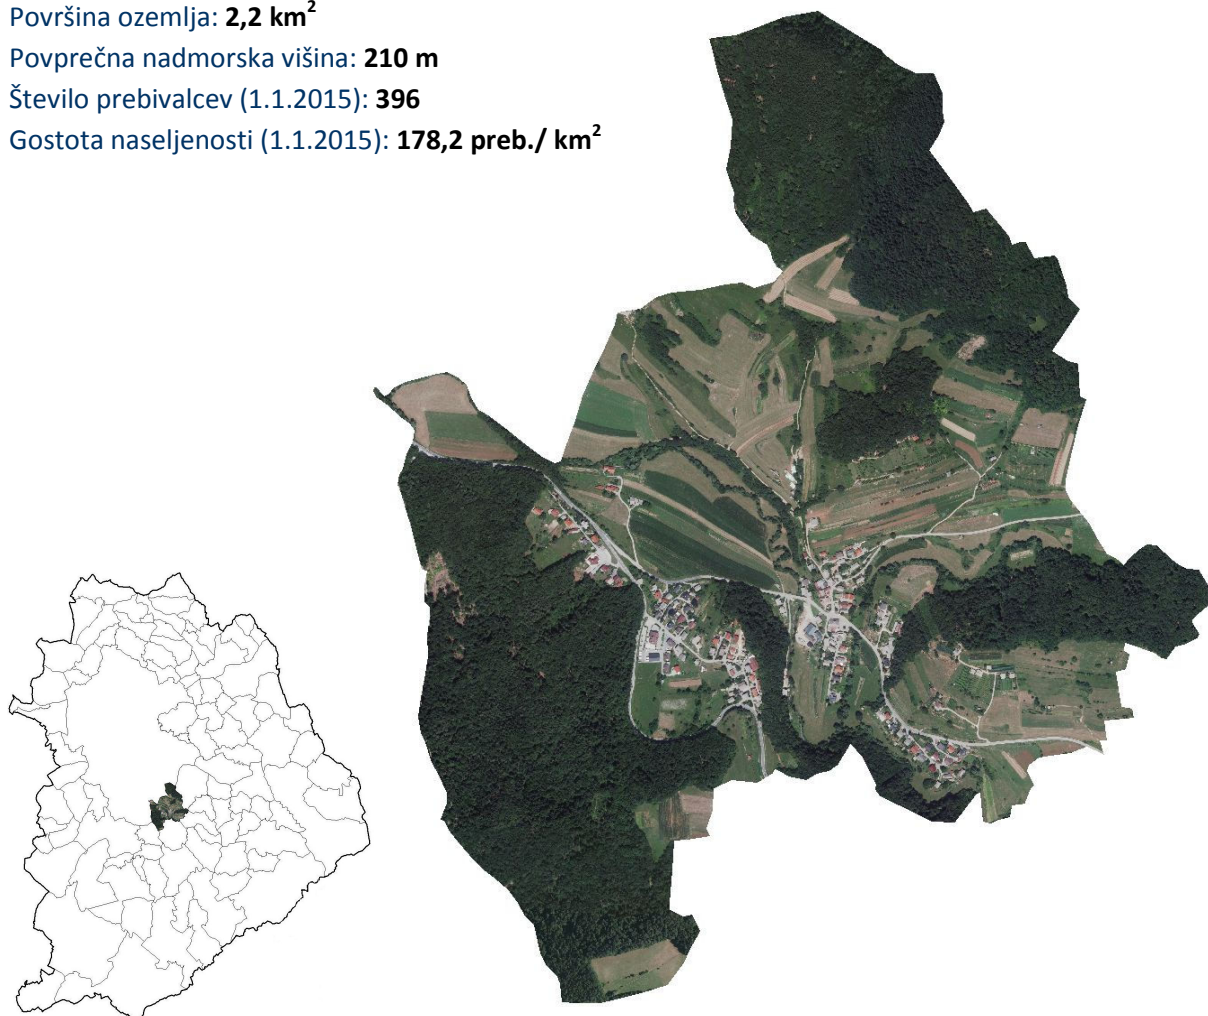 Površina ozemlja: 2,2 km²
Povprečna nadmorska višina: 210 m
Število prebivalcev (1.1.2015): 396
Gostota naseljenosti (1.1.2015): 178,2 preb./ km²